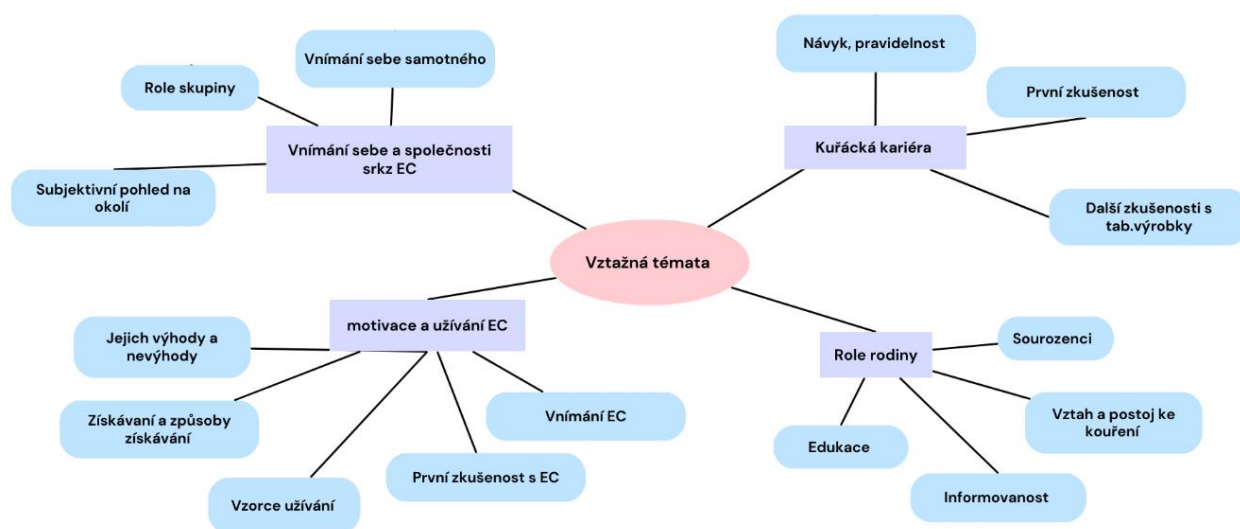 Vnímání sebe samotného
Role skupiny
Vnímání sebe a společnosti
srkz EC
Subjektivní pohled na
okolí
Návyk, pravidelnost
První zkušenost
Kuřácká kariéra
Další zkušenosti s
tab.výrobky
Vztažná témata
motivace a užívání EC
Jejich výhody a
nevýhody
Získávaní a způsoby
získávání
Vzorce užívání
První zkušenost s EC
Vnímání EC
Role rodiny
Sourozenci
Vztah a postoj ke
kouření
Edukace
Informovanost